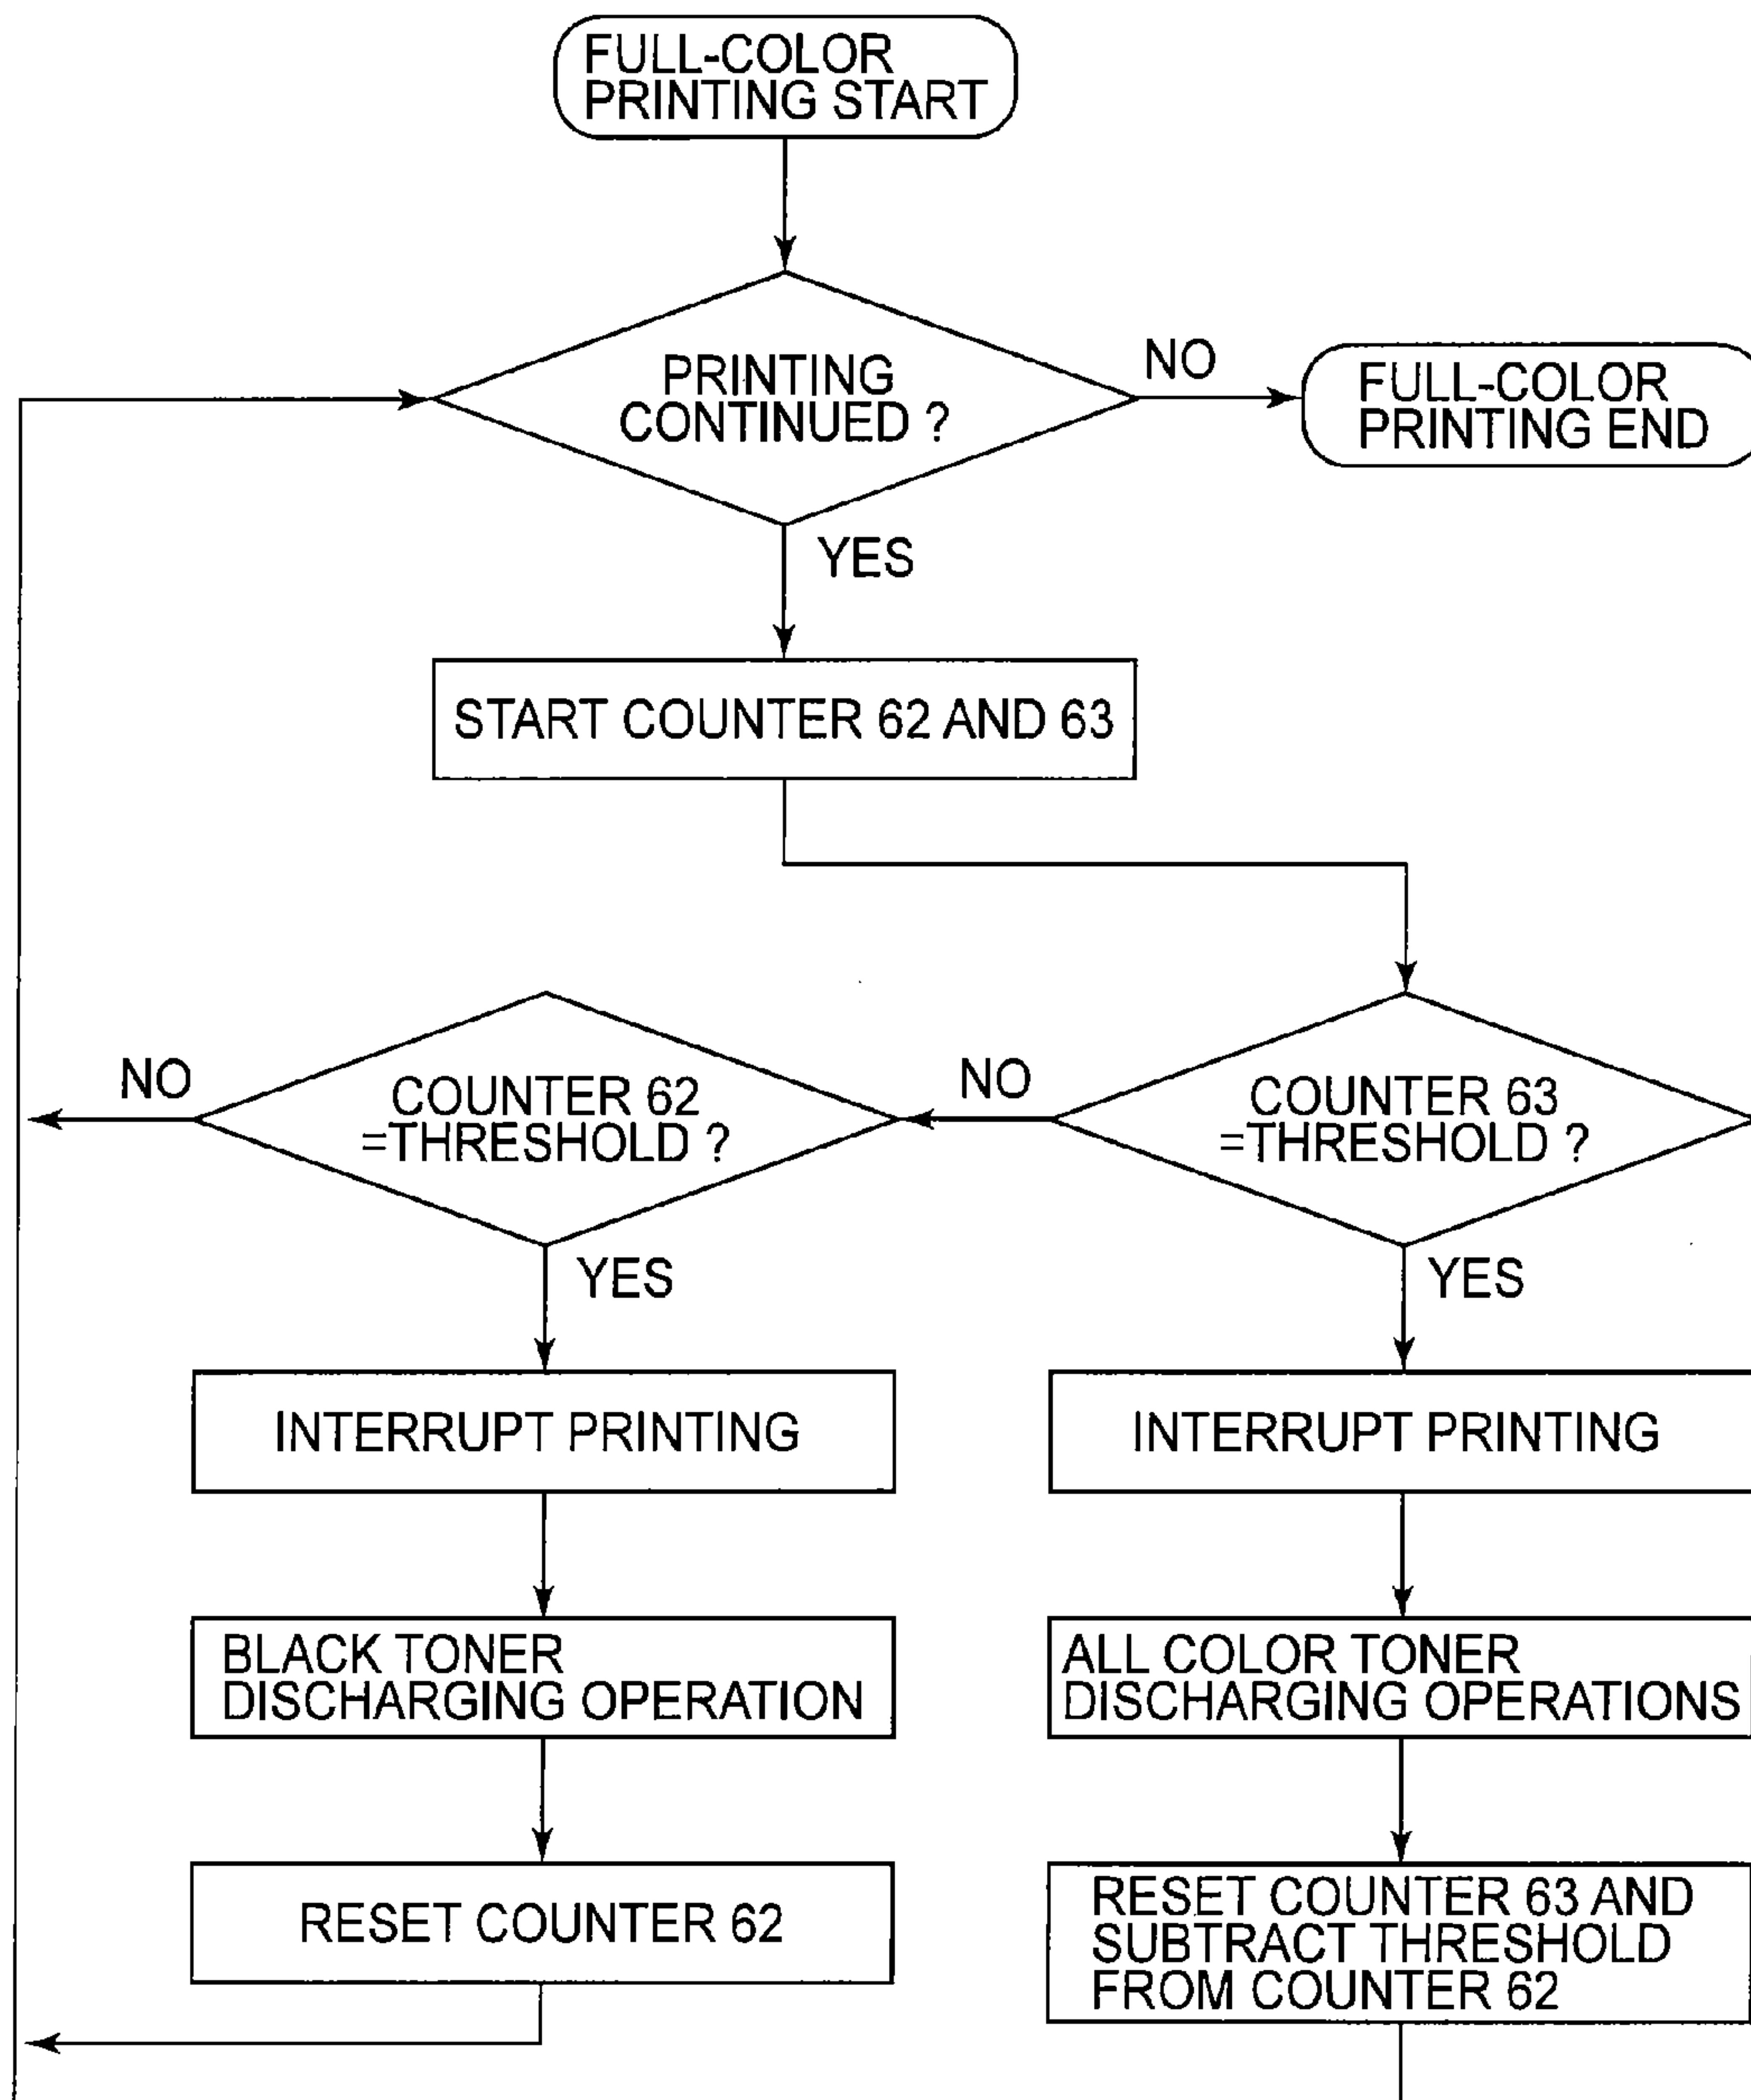 FULL-COLOR
PRINTING START
PRINTING
CONTINUED ?
NO
FULL-COLOR
PRINTING END
YES
START COUNTER 62 AND 63
NO
COUNTER 62
=THRESHOLD ?
NO
COUNTER 63
=THRESHOLD ?
YES
YES
INTERRUPT PRINTING
INTERRUPT PRINTING
BLACK TONER
DISCHARGING OPERATION
ALL COLOR TONER
DISCHARGING OPERATIONS
RESET COUNTER 62
RESET COUNTER 63 AND
SUBTRACT THRESHOLD
FROM COUNTER 62